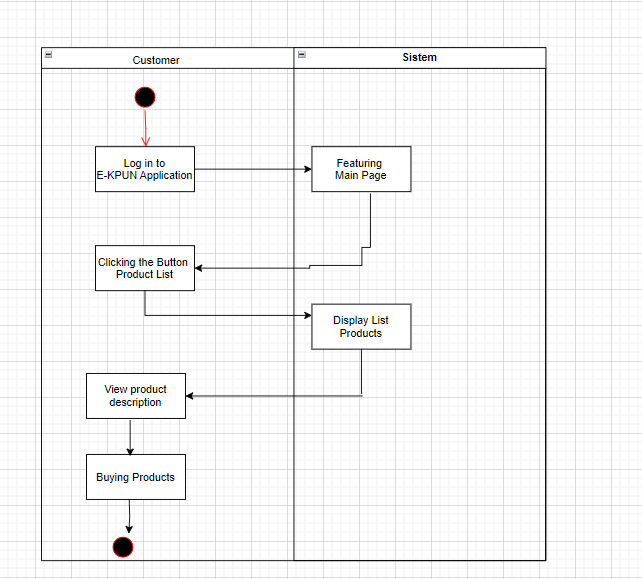 Customer
Sistem
Log in to
E-KPUN Application
Featuring
Main Page
Clicking the Button
Product List
Display List
Products
View product
description
Buying Products